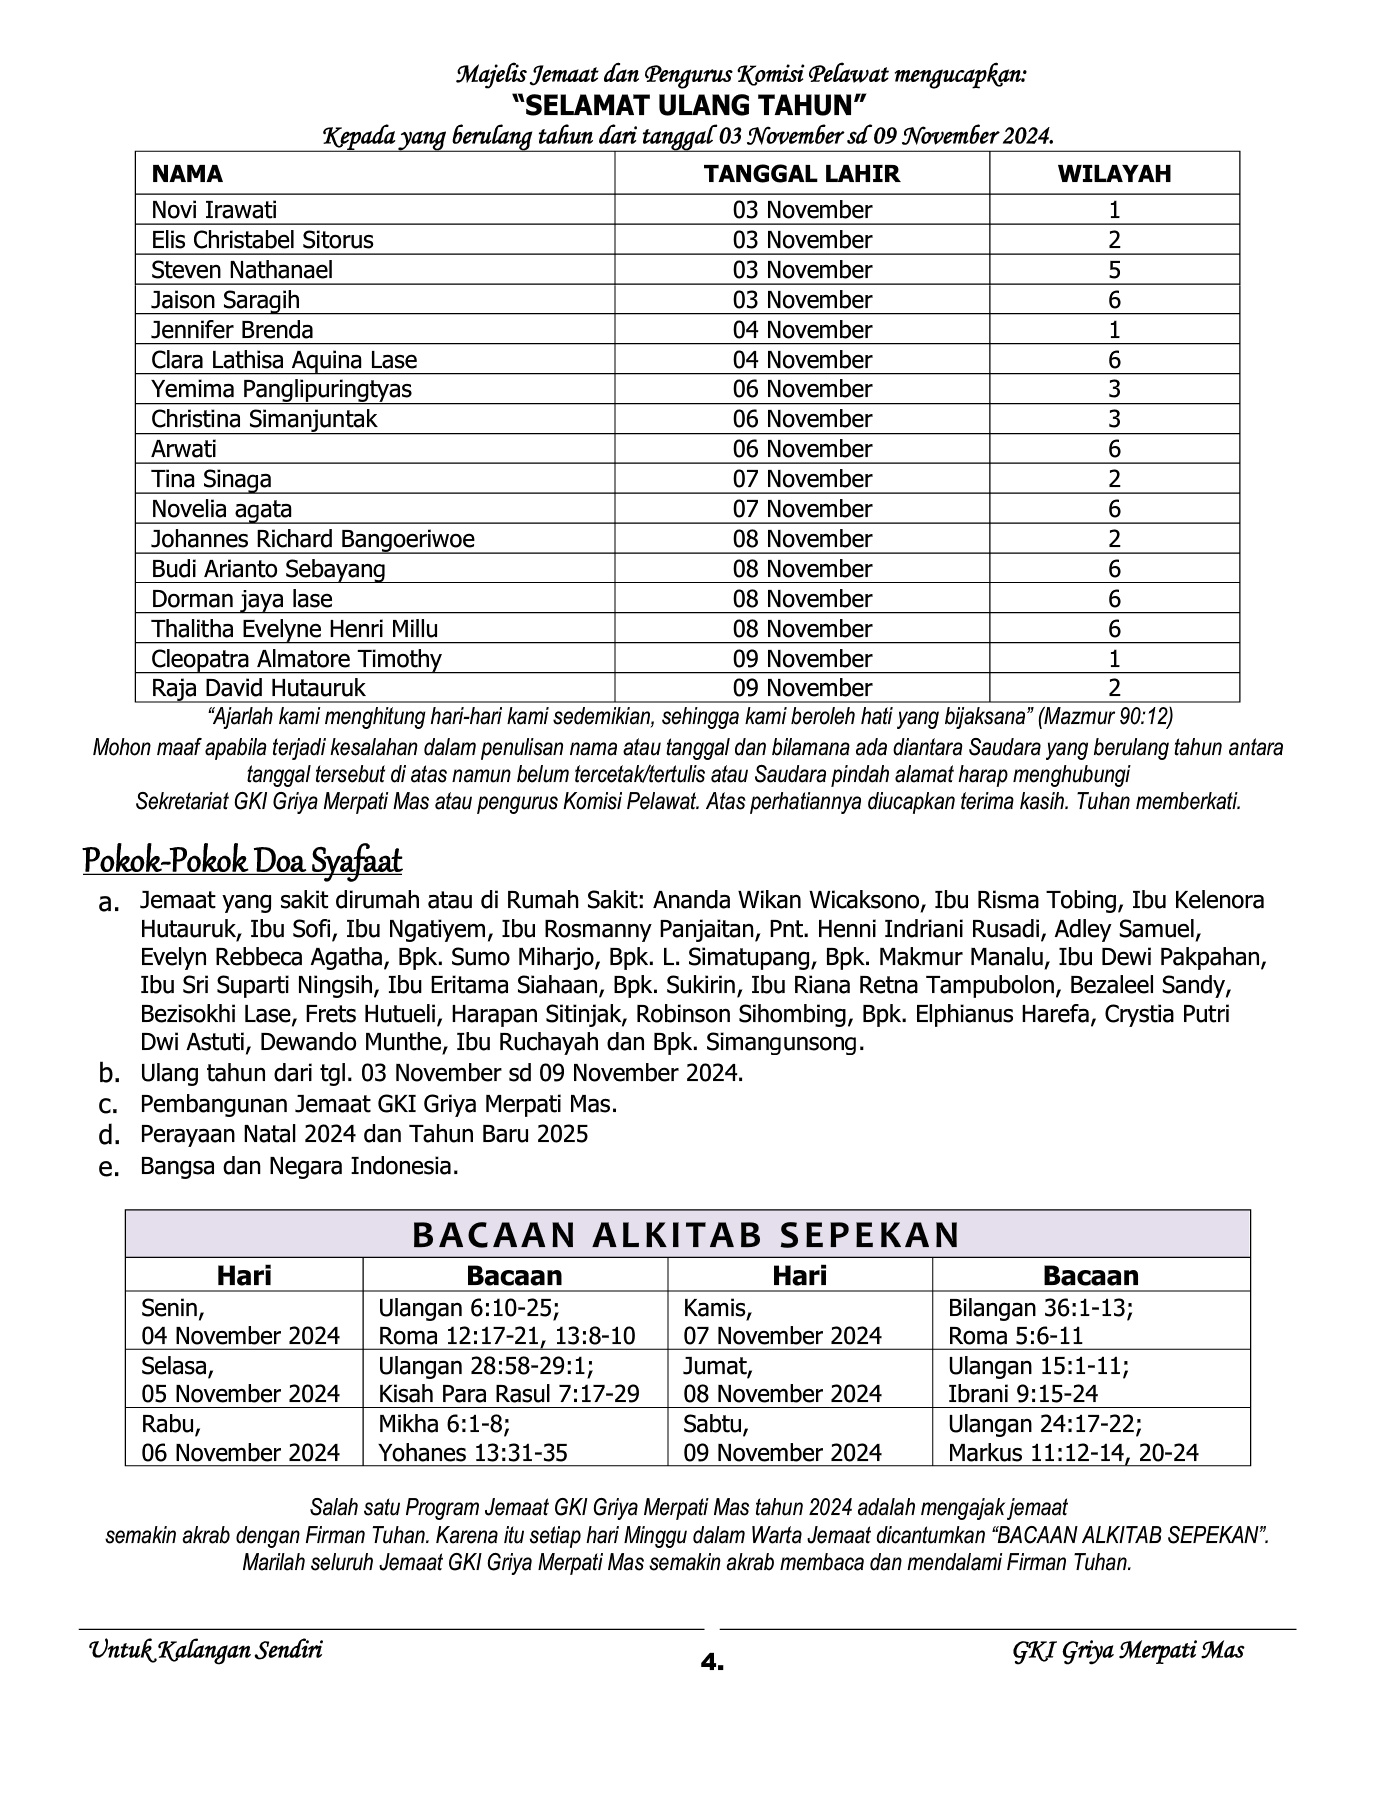 Majelis Jemaat dan Pengurus Komisi Pelawat mengucapkan:
“SELAMAT ULANG TAHUN”
Kepada yang berulang tahun dari tanggal 03 November sd 09 November 2024.
NAMA TANGGAL LAHIR WILAYAH
Novi Irawati 03 November 1
Elis Christabel Sitorus 03 November 2
Steven Nathanael 03 November 5
Jaison Saragih 03 November 6
Jennifer Brenda 04 November 1
Clara Lathisa Aquina Lase 04 November 6
Yemima Panglipuringtyas 06 November 3
Christina Simanjuntak 06 November 3
Arwati 06 November 6
Tina Sinaga 07 November 2
Novelia agata 07 November 6
Johannes Richard Bangoeriwoe 08 November 2
Budi Arianto Sebayang 08 November 6
Dorman jaya lase 08 November 6
Thalitha Evelyne Henri Millu 08 November 6
Cleopatra Almatore Timothy 09 November 1
Raja David Hutauruk 09 November 2
“Ajarlah kami menghitung hari-hari kami sedemikian, sehingga kami beroleh hati yang bijaksana” (Mazmur 90:12)
Mohon maaf apabila terjadi kesalahan dalam penulisan nama atau tanggal dan bilamana ada diantara Saudara yang berulang tahun antara
tanggal tersebut di atas namun belum tercetak/tertulis atau Saudara pindah alamat harap menghubungi
Sekretariat GKI Griya Merpati Mas atau pengurus Komisi Pelawat. Atas perhatiannya diucapkan terima kasih. Tuhan memberkati.
Pokok-Pokok Doa Syafaat
a. Jemaat yang sakit dirumah atau di Rumah Sakit: Ananda Wikan Wicaksono, Ibu Risma Tobing, Ibu Kelenora
Hutauruk, Ibu Sofi, Ibu Ngatiyem, Ibu Rosmanny Panjaitan, Pnt. Henni Indriani Rusadi, Adley Samuel,
Evelyn Rebbeca Agatha, Bpk. Sumo Miharjo, Bpk. L. Simatupang, Bpk. Makmur Manalu, Ibu Dewi Pakpahan,
Ibu Sri Suparti Ningsih, Ibu Eritama Siahaan, Bpk. Sukirin, Ibu Riana Retna Tampubolon, Bezaleel Sandy,
Bezisokhi Lase, Frets Hutueli, Harapan Sitinjak, Robinson Sihombing, Bpk. Elphianus Harefa, Crystia Putri
Dwi Astuti, Dewando Munthe, Ibu Ruchayah dan Bpk. Simangunsong.
b. Ulang tahun dari tgl. 03 November sd 09 November 2024.
c. Pembangunan Jemaat GKI Griya Merpati Mas.
d. Perayaan Natal 2024 dan Tahun Baru 2025
e. Bangsa dan Negara Indonesia.
BACAAN ALKITAB SEPEKAN
Hari Bacaan Hari Bacaan
Senin, Ulangan 6:10-25; Kamis, Bilangan 36:1-13;
04 November 2024 Roma 12:17-21, 13:8-10 07 November 2024 Roma 5:6-11
Selasa, Ulangan 28:58-29:1; Jumat, Ulangan 15:1-11;
05 November 2024 Kisah Para Rasul 7:17-29 08 November 2024 Ibrani 9:15-24
Rabu, Mikha 6:1-8; Sabtu, Ulangan 24:17-22;
06 November 2024 Yohanes 13:31-35 09 November 2024 Markus 11:12-14, 20-24
Salah satu Program Jemaat GKI Griya Merpati Mas tahun 2024 adalah mengajak jemaat
semakin akrab dengan Firman Tuhan. Karena itu setiap hari Minggu dalam Warta Jemaat dicantumkan “BACAAN ALKITAB SEPEKAN”.
Marilah seluruh Jemaat GKI Griya Merpati Mas semakin akrab membaca dan mendalami Firman Tuhan.
Untuk Kalangan Sendiri 4. GKI Griya Merpati Mas